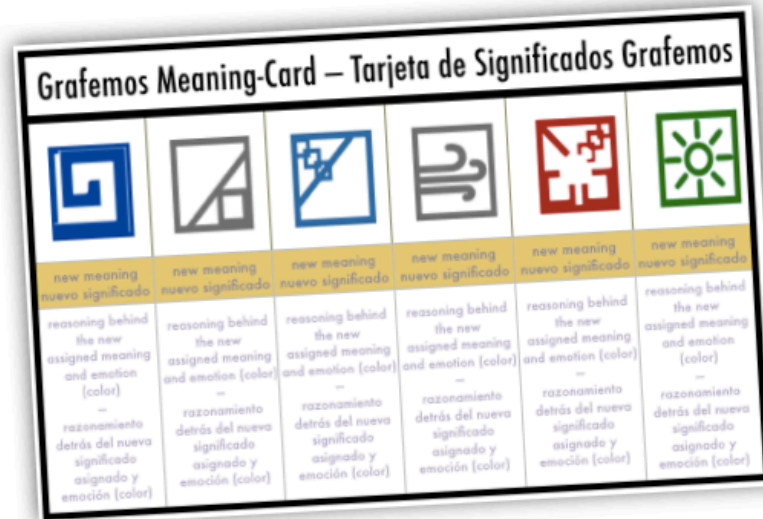 Grafemos Meaning-Card – Tarjeta de Significados Grafemos
new meaning
nuevo significado
new meaning
nuevo significado
new meaning
nuevo significado
new meaning
nuevo significado
new meaning
nuevo significado
new meaning
nuevo significado
reasoning behind
the new
assigned meaning
and emotion
(color)
–
razonamiento
detrás del nueva
significado
asignado y
emoción (color)
reasoning behind
the new
assigned meaning
and emotion (color)
–
razonamiento
detrás del nueva
significado
asignado y
emoción (color)
reasoning behind
the new
assigned meaning
and emotion (color)
–
razonamiento
detrás del nueva
significado
asignado y
emoción (color)
reasoning behind
the new
assigned meaning
and emotion (color)
–
razonamiento
detrás del nueva
significado
asignado y
emoción (color)
reasoning behind
the new
assigned meaning
and emotion (color)
–
razonamiento
detrás del nueva
significado
asignado y
emoción (color)
reasoning behind
the new
assigned meaning
and emotion
(color)
–
razonamiento
detrás del nueva
significado
asignado y
emoción (color)